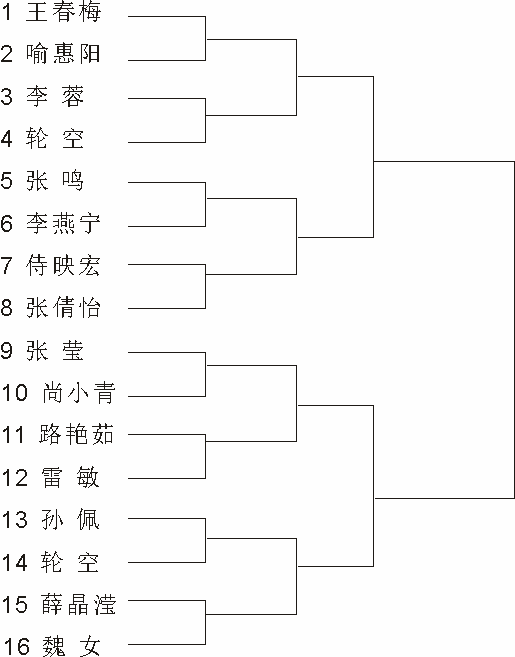 1 王春梅
2 喻惠阳
3 李 蓉
4 轮 空
5 张 鸣
6 李燕宁
7 侍映宏
8 张倩怡
9 张 莹
10 尚小青
11 路艳茹
12 雷 敏
13 孙 佩
14 轮 空
15 薛晶滢
16 魏 女